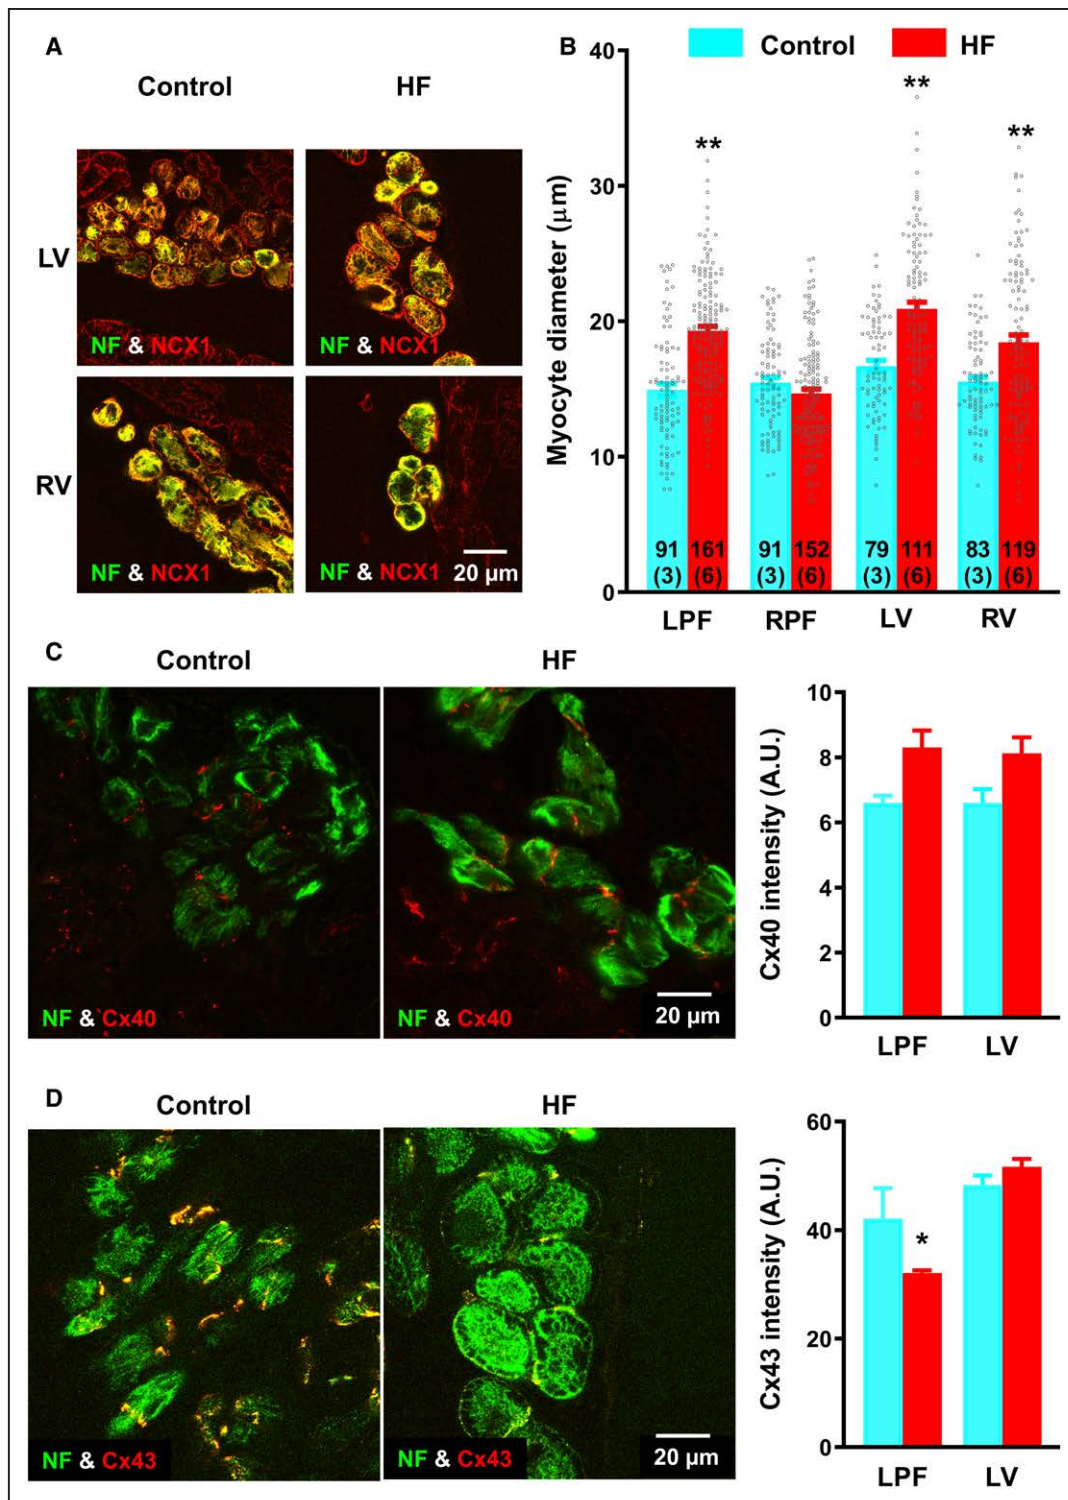 A
Control HF
LV
NF & NCX1 NF & NCX1
RV
NF & NCX1 NF & NCX1
20 μm
B
Control HF
Myocyte diameter (μm)
40
30
20
10
0
** ** **
91 161 91 152 79 111 83 119
(3) (6) (3) (6) (3) (6) (3) (6)
LPF RPF LV RV
C
Control HF
NF & Cx40 NF & Cx40
20 μm
Cx40 intensity (A.U.)
10
8
6
4
2
0
LPF LV
D
Control HF
NF & Cx43 NF & Cx43
20 μm
Cx43 intensity (A.U.)
60
40
20
0
*
LPF LV